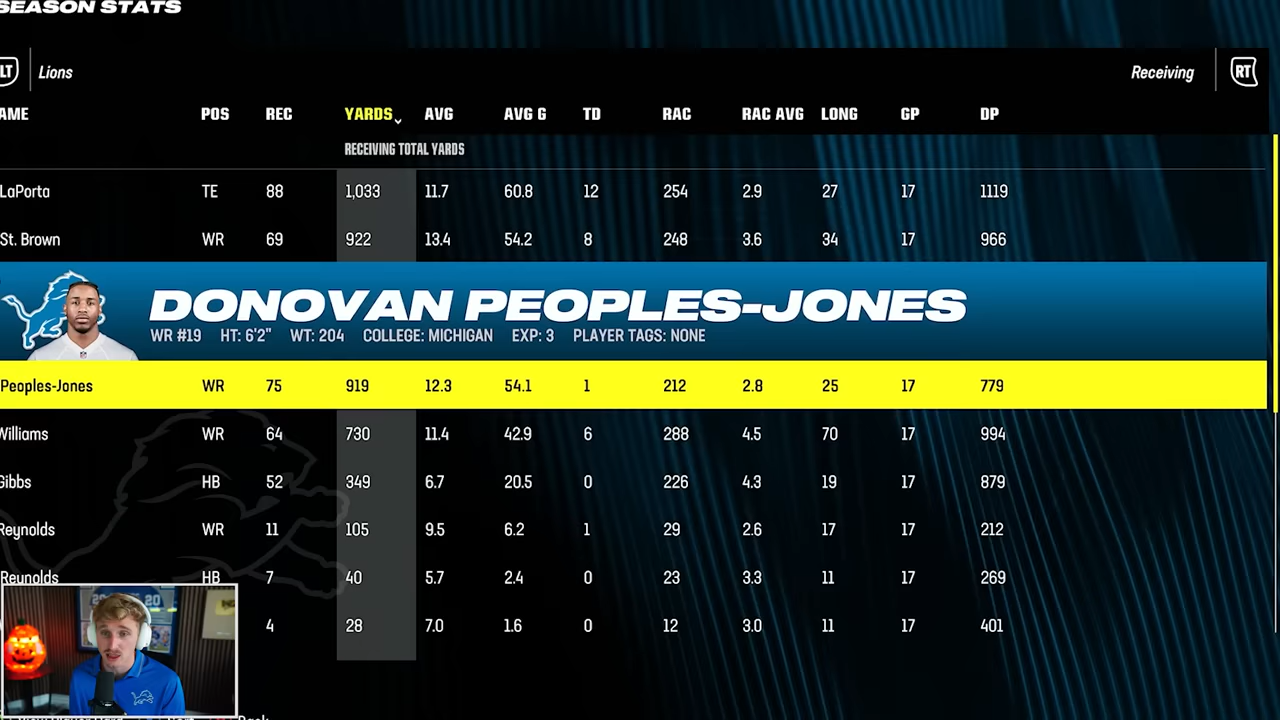 SEASON STATS
LT Lions Receiving RT
AME POS REC YARDS AVG AVG G TD RAC RAC AVG LONG GP DP
RECEIVING TOTAL YARDS
LaPorta TE 88 1,033 11.7 60.8 12 254 2.9 27 17 1119
St. Brown WR 69 922 13.4 54.2 8 248 3.6 34 17 966
DONOVAN PEOPLES-JONES
WR #19 HT: 6'2" WT: 204 COLLEGE: MICHIGAN EXP: 3 PLAYER TAGS: NONE
Peoples-Jones WR 75 919 12.3 54.1 1 212 2.8 25 17 779
Williams WR 64 730 11.4 42.9 6 288 4.5 70 17 994
Gibbs HB 52 349 6.7 20.5 0 226 4.3 19 17 879
Reynolds WR 11 105 9.5 6.2 1 29 2.6 17 17 212
Reynolds HB 7 40 5.7 2.4 0 23 3.3 11 17 269
4 28 7.0 1.6 0 12 3.0 11 17 401
Back